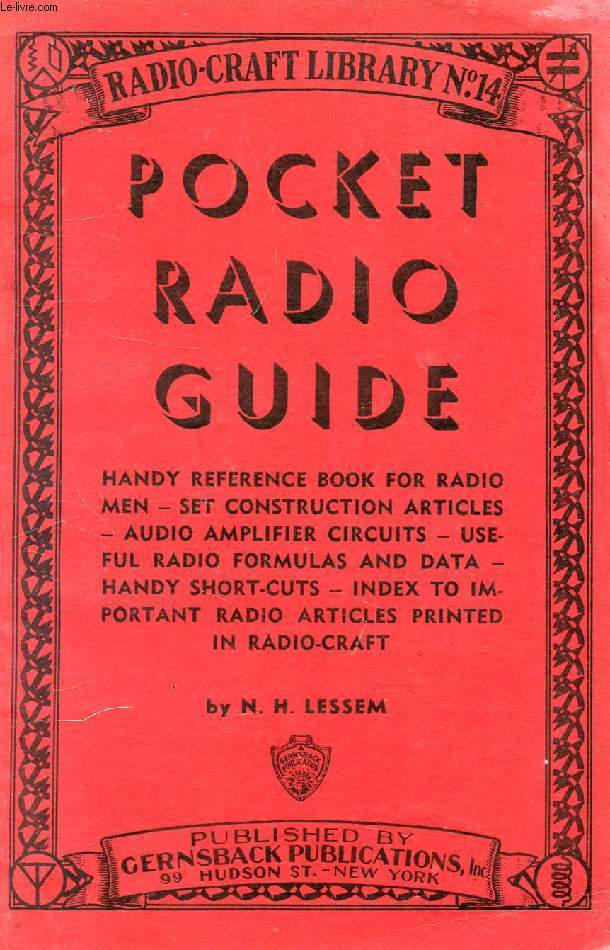 Le-livre.com
RADIO-CRAFT LIBRARY No. 14
POCKET
RADIO
GUIDE
HANDY REFERENCE BOOK FOR RADIO
MEN – SET CONSTRUCTION ARTICLES
– AUDIO AMPLIFIER CIRCUITS – USE-
FUL RADIO FORMULAS AND DATA –
HANDY SHORT-CUTS – INDEX TO IM-
PORTANT RADIO ARTICLES PRINTED
IN RADIO-CRAFT
by N. H. LESSEM
A
GERNSBACK
PUBLICATION
PUBLISHED BY
GERNSBACK PUBLICATIONS, Inc.
99 HUDSON ST. – NEW YORK